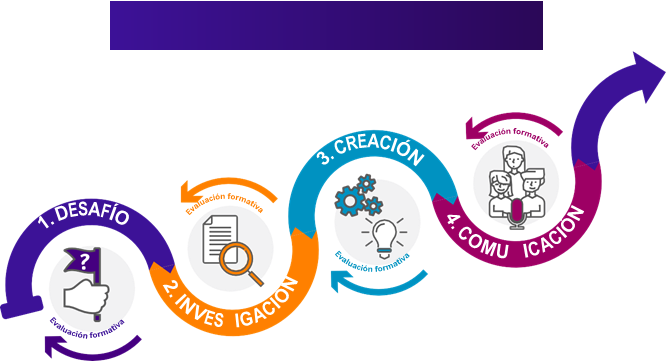 1. DESAFÍO
?
Evaluación formativa
2. INVES IGACIÓN
Evaluación formativa
3. CREACIÓN
Evaluación formativa
4. COMU ICACIÓN
Evaluación formativa